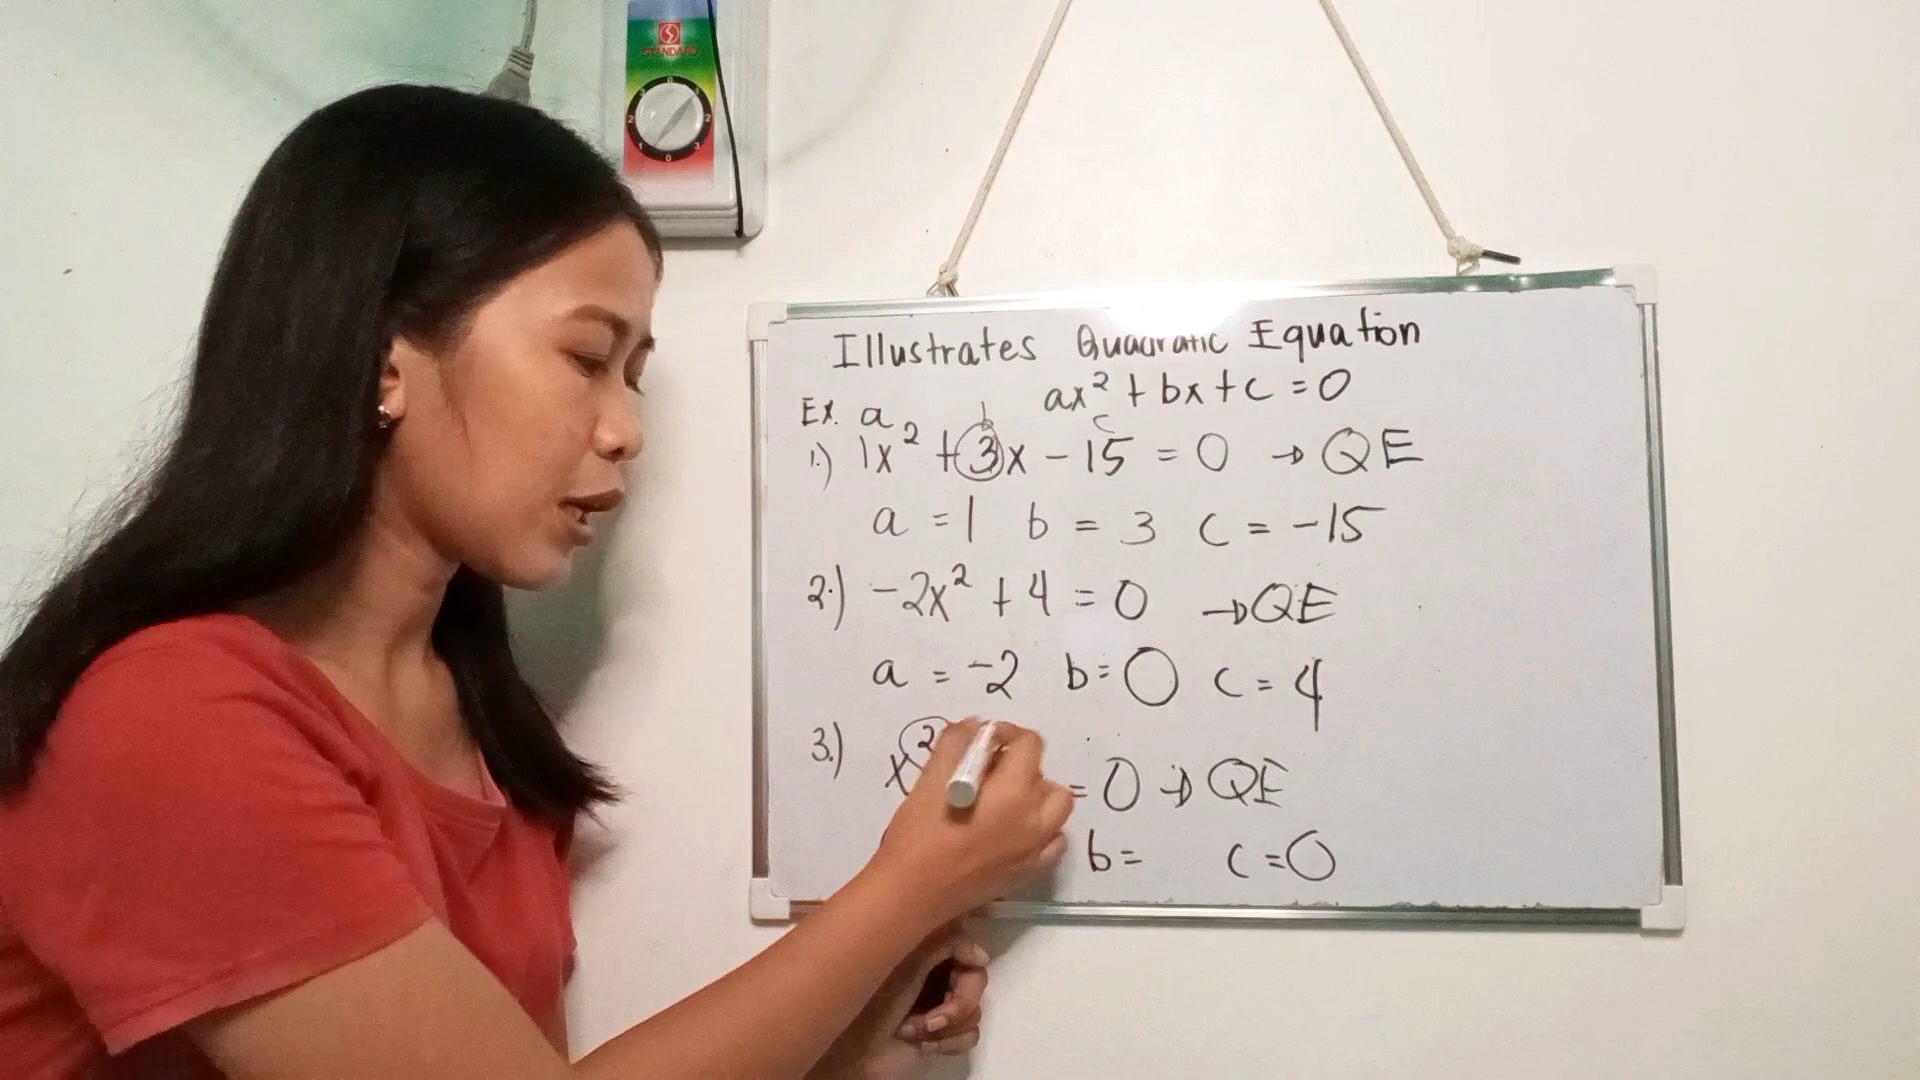 STANDARD
Illustrates Quadratic Equation
ax² + bx + c = 0
Ex. a b c
1.) 1x² + 3x - 15 = 0 → QE
a = 1 b = 3 c = -15
2.) -2x² + 4 = 0 → QE
a = -2 b = 0 c = 4
3.) x² = 0 → QE
b = c = 0